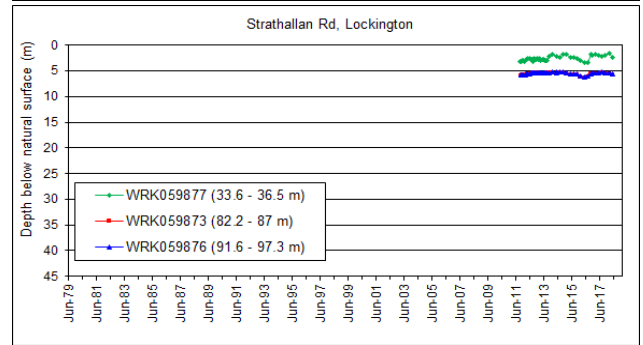 Strathallan Rd, Lockington
Depth below natural surface (m)
0
5
10
15
20
25
30
35
40
45
WRK059877 (33.6 - 36.5 m)
WRK059873 (82.2 - 87 m)
WRK059876 (91.6 - 97.3 m)
Jun-79
Jun-81
Jun-83
Jun-85
Jun-87
Jun-89
Jun-91
Jun-93
Jun-95
Jun-97
Jun-99
Jun-01
Jun-03
Jun-05
Jun-07
Jun-09
Jun-11
Jun-13
Jun-15
Jun-17